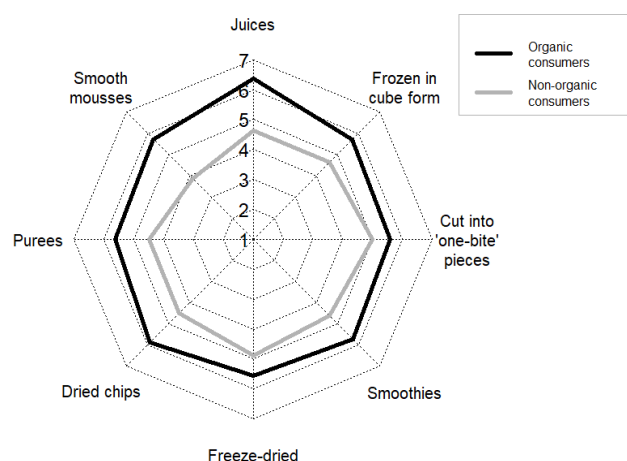 Juices
Organic
consumers
Non-organic
consumers
Smooth
mousses
Frozen in
cube form
7
6
5
4
3
2
1
Purees
Cut into
'one-bite'
pieces
Dried chips
Smoothies
Freeze-dried